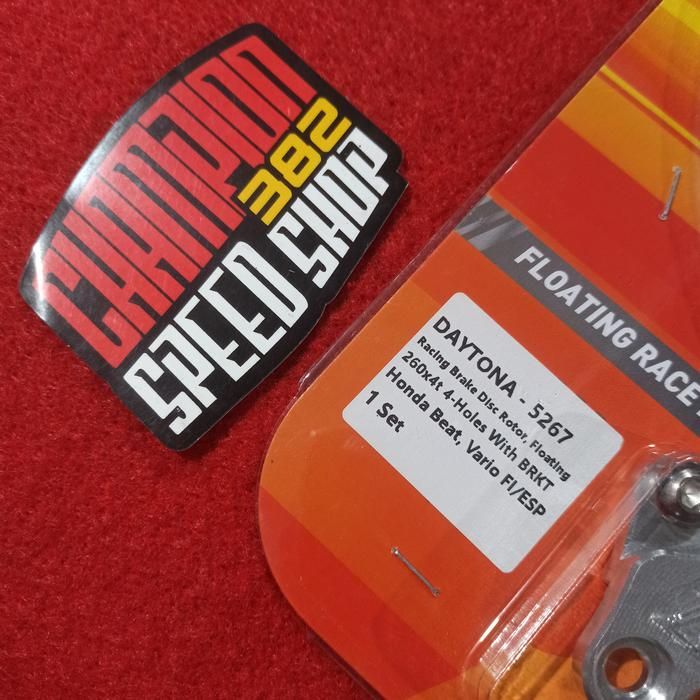 CHAMPION
382
SPEED SHOP
FLOATING RACE
DAYTONA - 5267
Racing Brake Disc Rotor, Floating
260x4t 4-Holes With BRKT
Honda Beat, Vario FI/ESP
1 Set